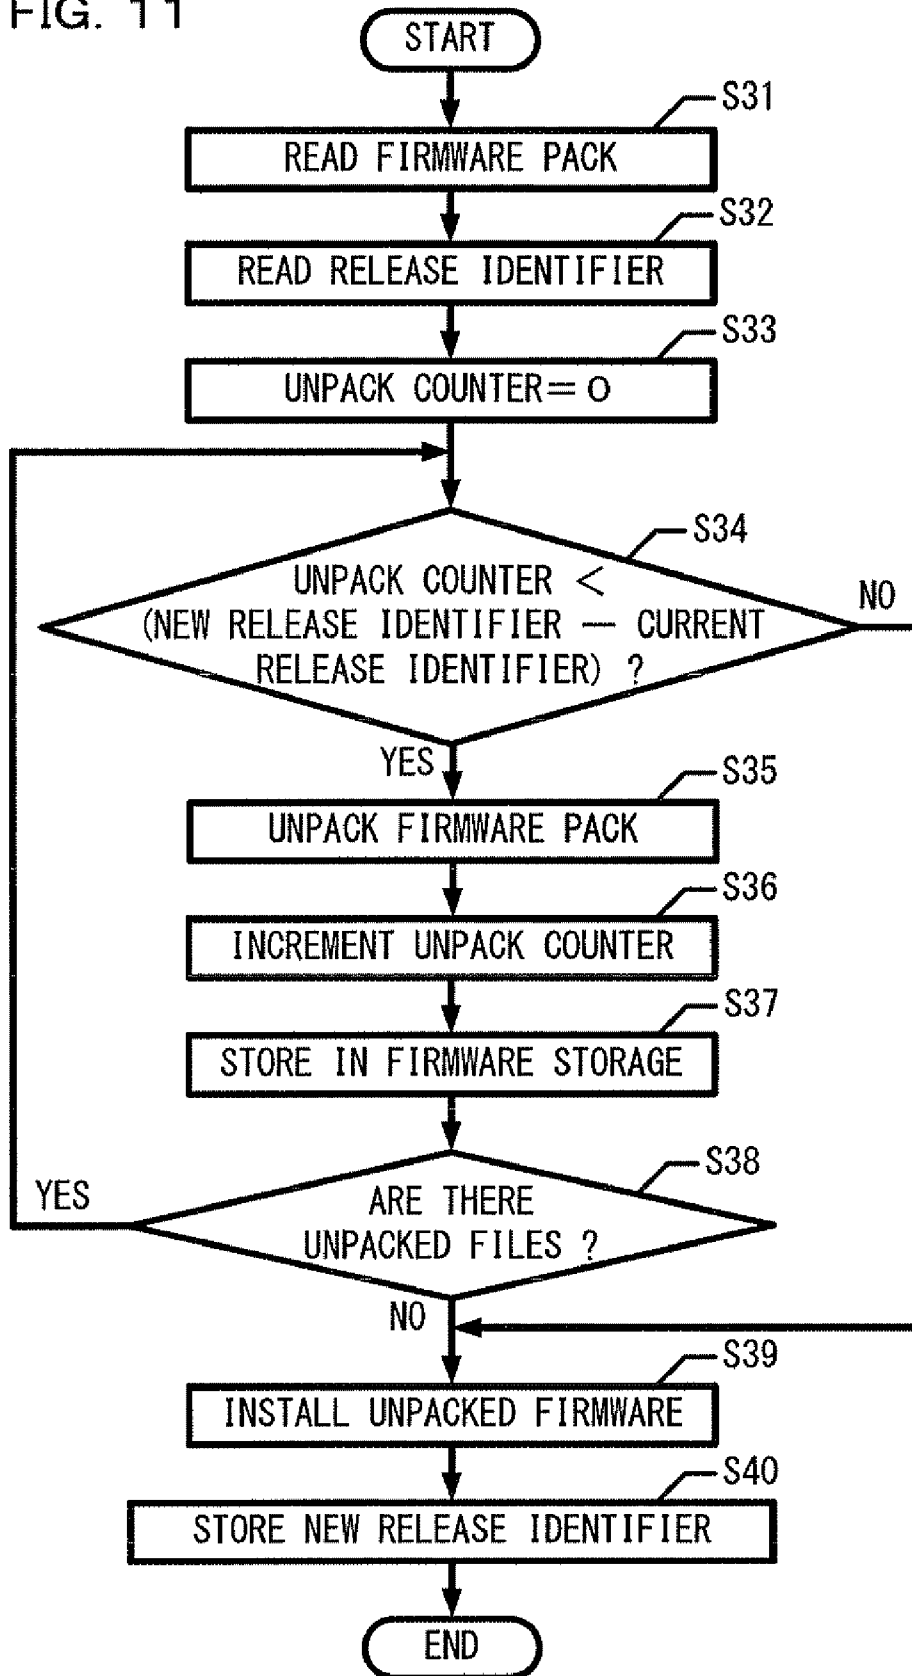 FIG. 11
START
S31
READ FIRMWARE PACK
S32
READ RELEASE IDENTIFIER
S33
UNPACK COUNTER=0
S34
UNPACK COUNTER <
(NEW RELEASE IDENTIFIER — CURRENT
RELEASE IDENTIFIER) ?
NO
YES
S35
UNPACK FIRMWARE PACK
S36
INCREMENT UNPACK COUNTER
S37
STORE IN FIRMWARE STORAGE
S38
YES
ARE THERE
UNPACKED FILES ?
NO
S39
INSTALL UNPACKED FIRMWARE
S40
STORE NEW RELEASE IDENTIFIER
END